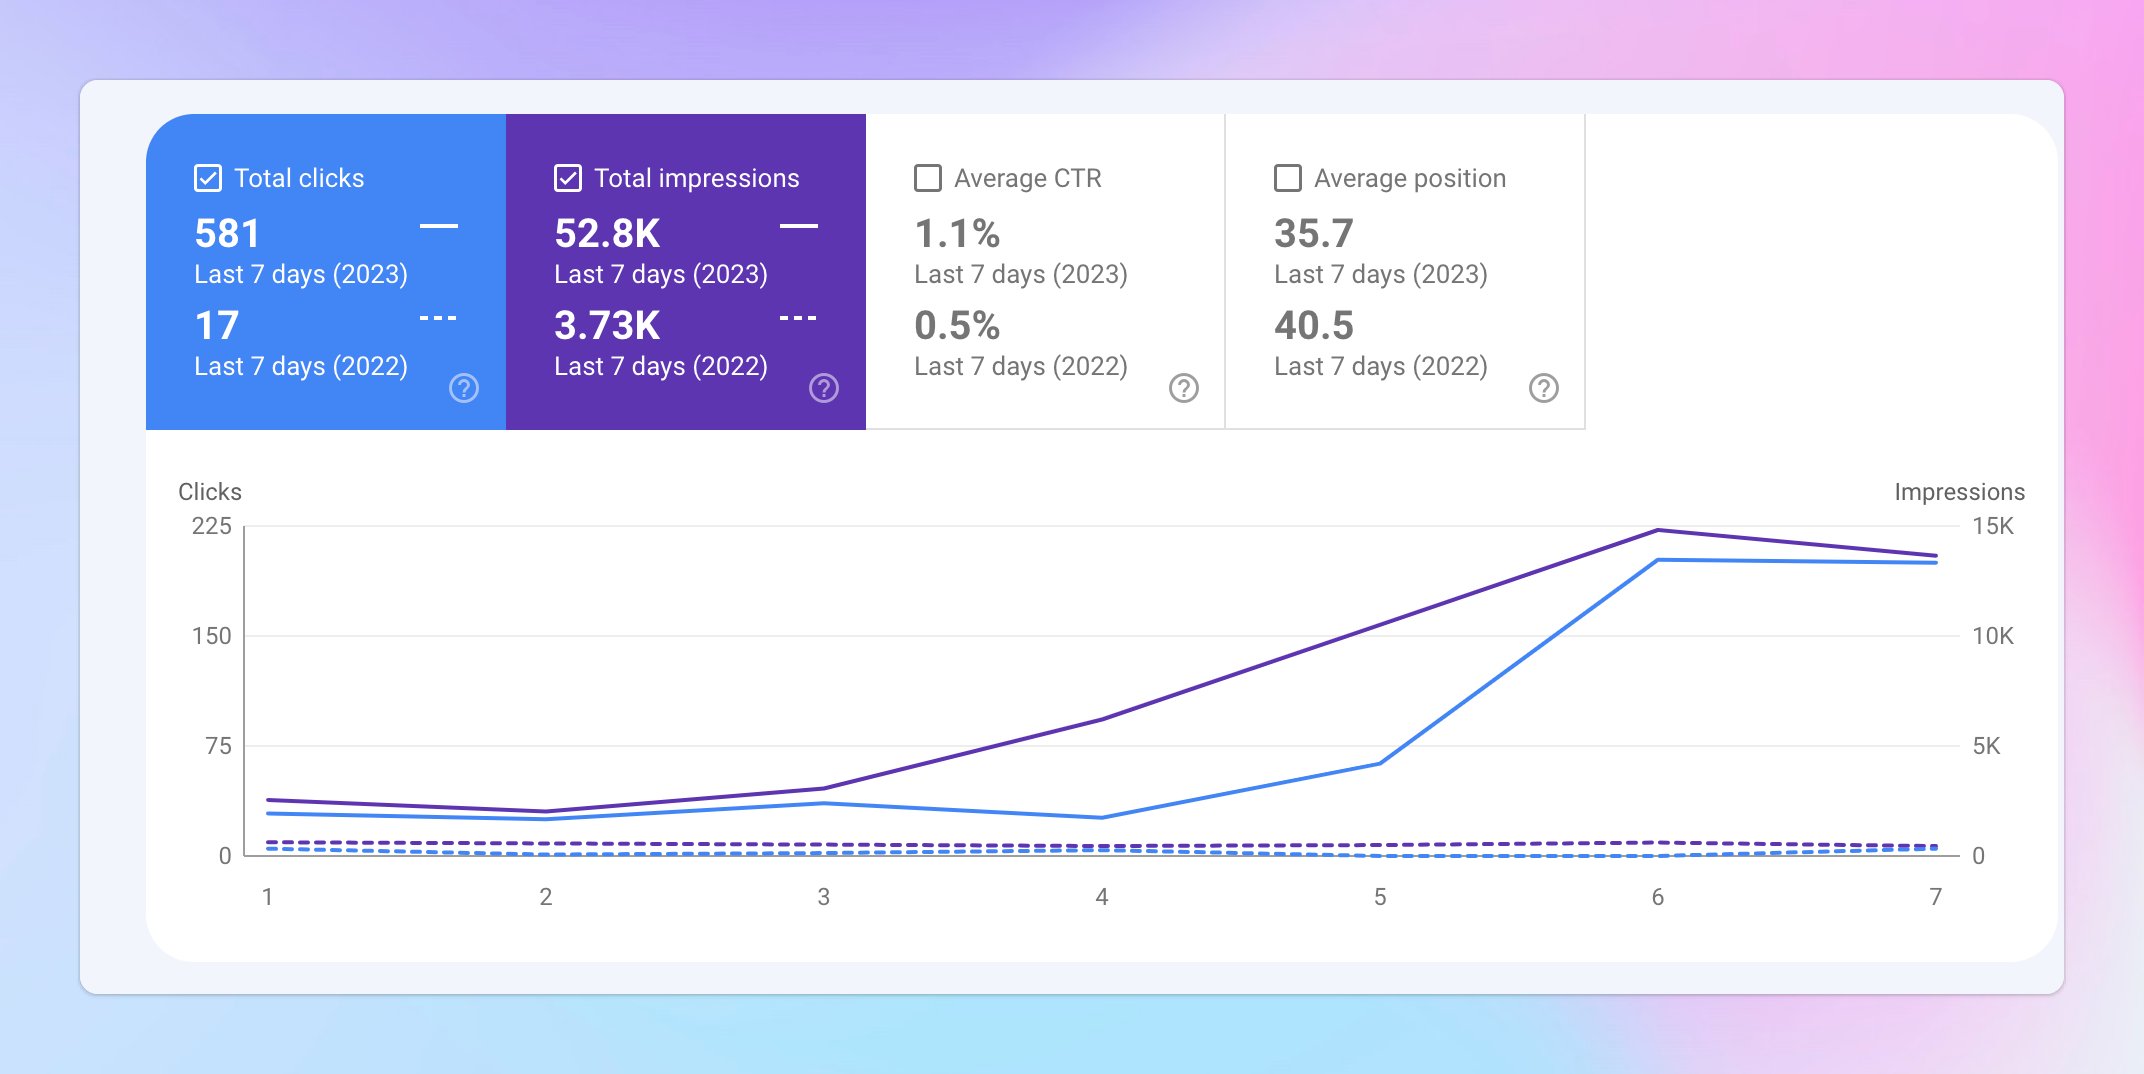 Total clicks
581
Last 7 days (2023)
17
Last 7 days (2022)
Total impressions
52.8K
Last 7 days (2023)
3.73K
Last 7 days (2022)
Average CTR
1.1%
Last 7 days (2023)
0.5%
Last 7 days (2022)
Average position
35.7
Last 7 days (2023)
40.5
Last 7 days (2022)
Clicks
225
150
75
0
Impressions
15K
10K
5K
0
1 2 3 4 5 6 7